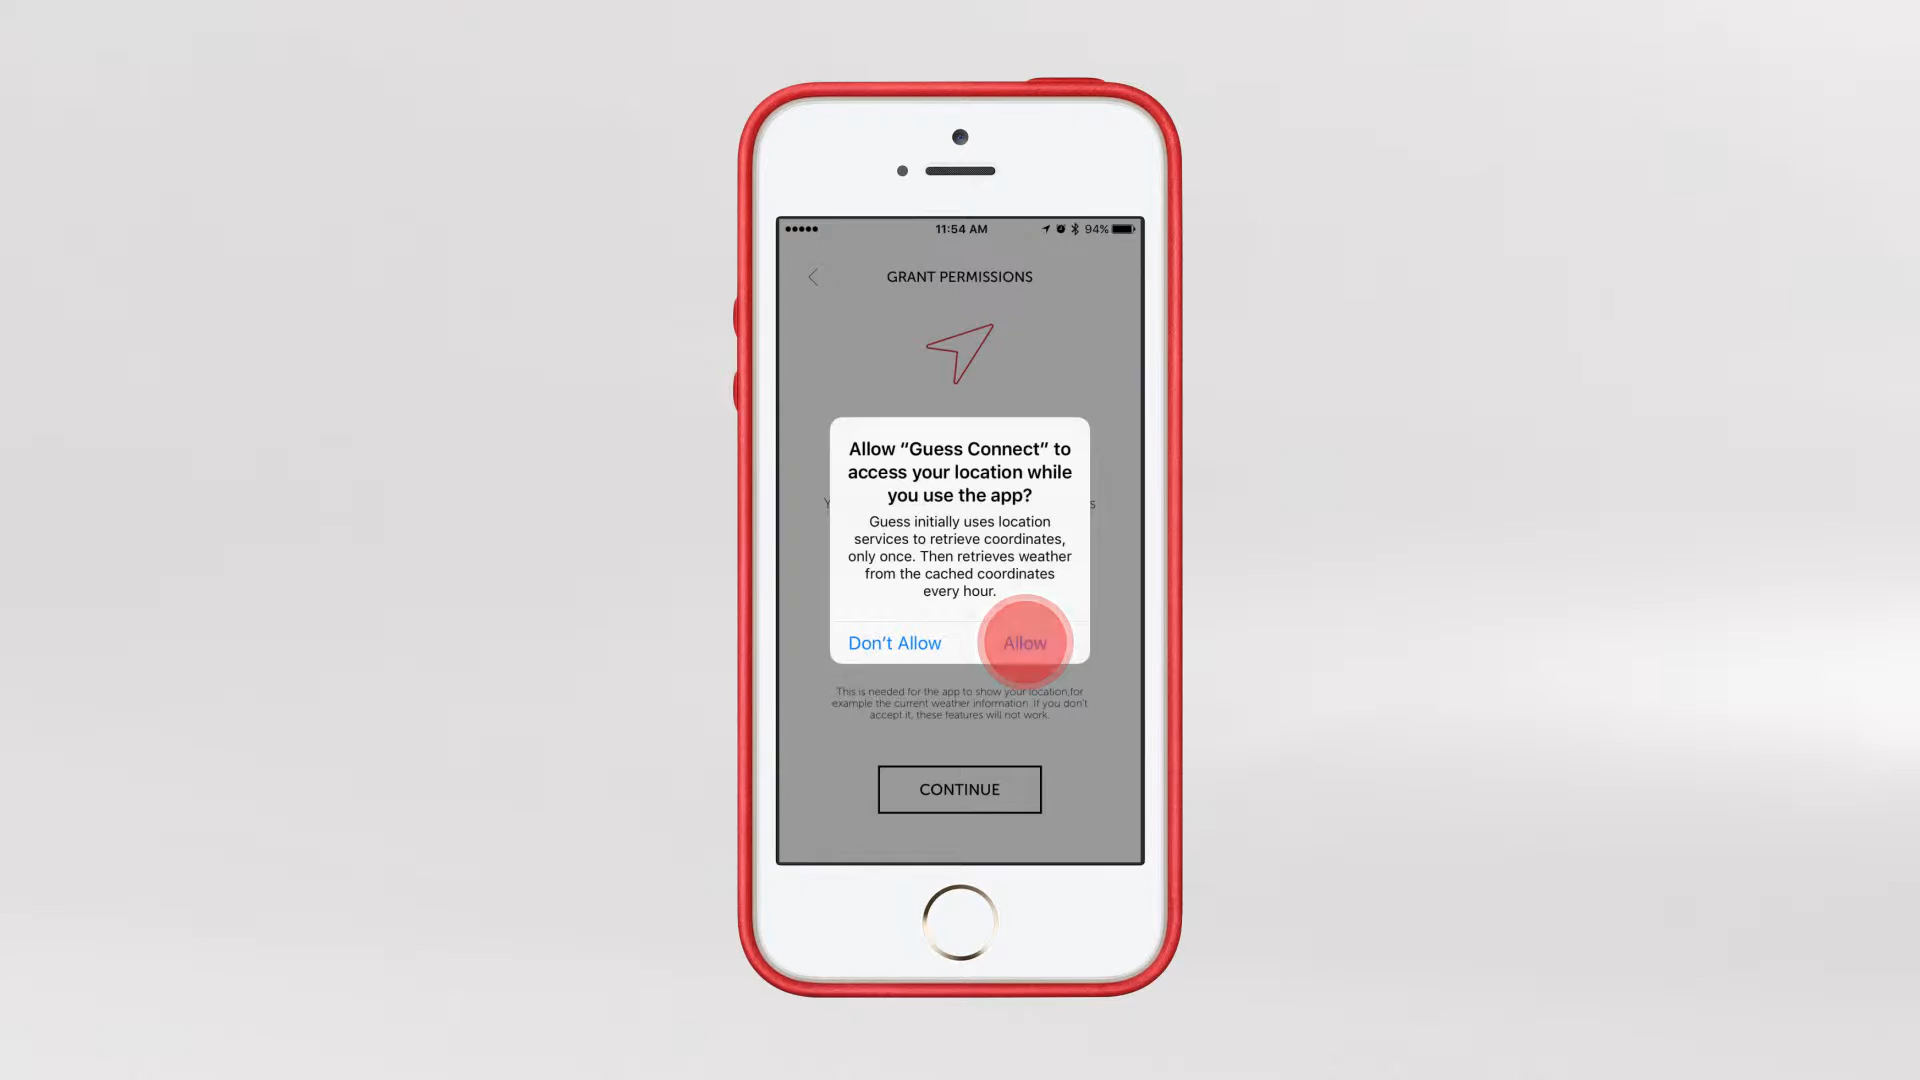 11:54 AM
94%
GRANT PERMISSIONS
Allow “Guess Connect” to
access your location while
you use the app?
Guess initially uses location
services to retrieve coordinates,
only once. Then retrieves weather
from the cached coordinates
every hour.
Don’t Allow
Allow
This is needed for the app to show your location,for
example the current weather information. If you don't
accept it, these features will not work.
CONTINUE